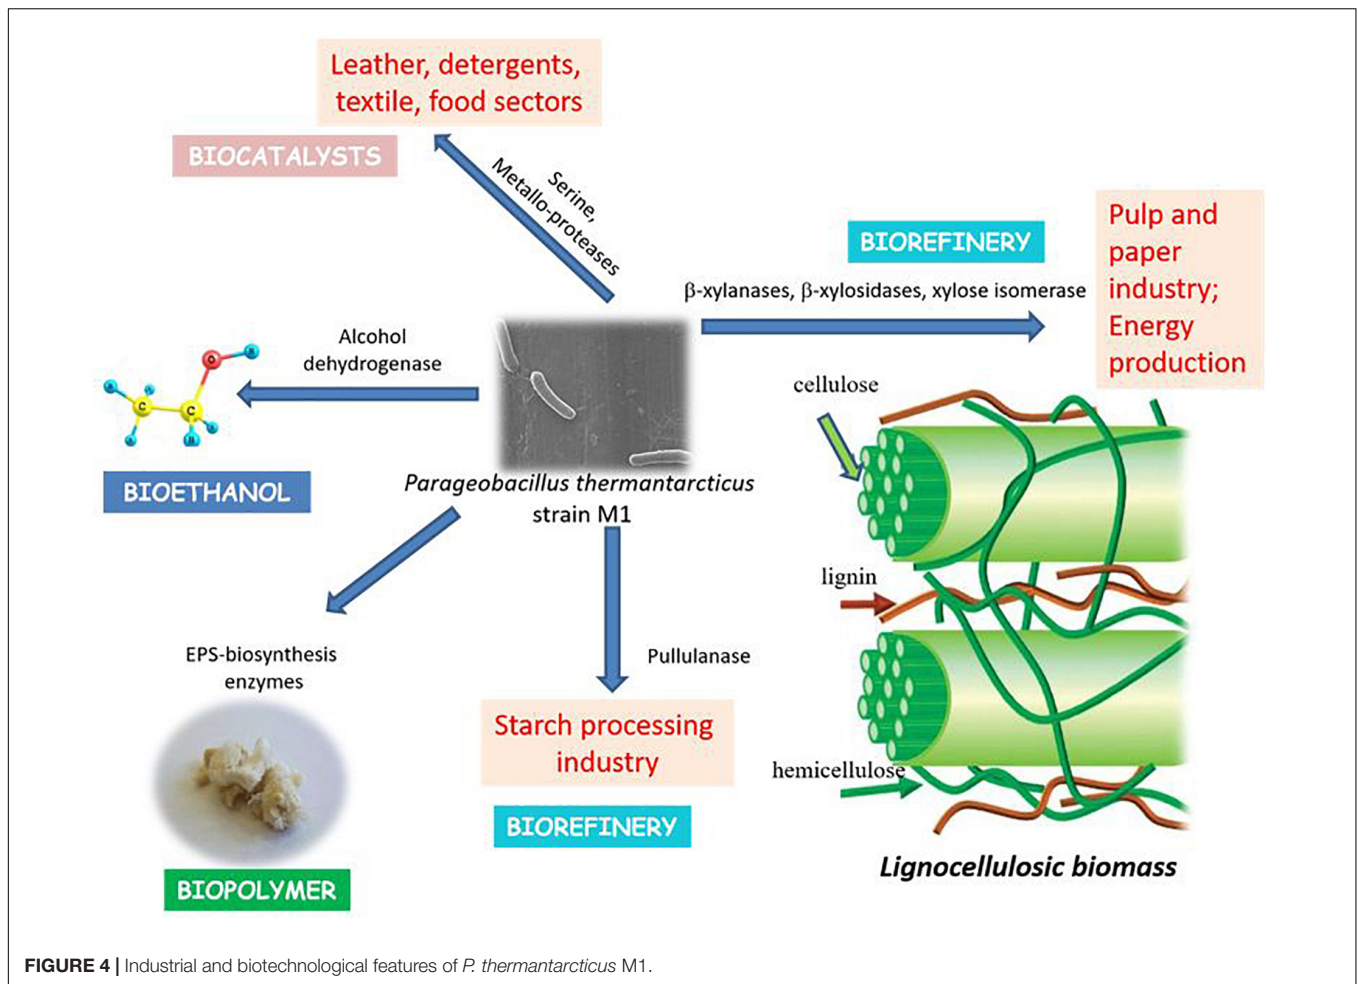 Leather, detergents,
textile, food sectors
BIOCATALYSTS
Serine,
Metallo-proteases
BIOREFINERY
Pulp and
paper
industry;
Energy
production
β-xylanases, β-xylosidases, xylose isomerase
Alcohol
dehydrogenase
BIOETHANOL
Parageobacillus thermantarcticus
strain M1
cellulose
lignin
hemicellulose
Lignocellulosic biomass
EPS-biosynthesis
enzymes
BIOPOLYMER
Pullulanase
Starch processing
industry
BIOREFINERY
FIGURE 4 | Industrial and biotechnological features of P. thermantarcticus M1.